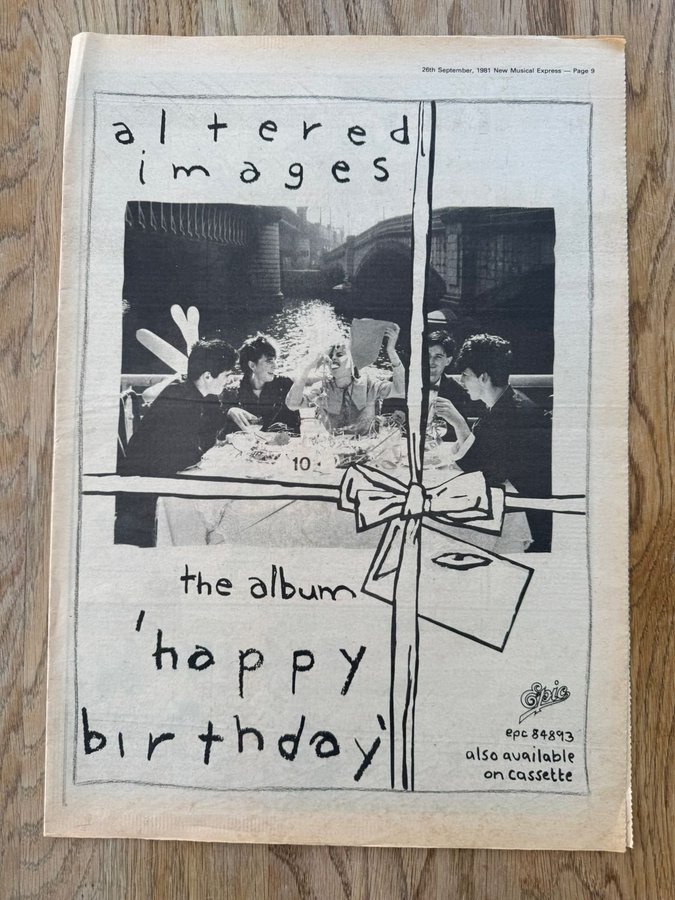 26th September, 1981 New Musical Express — Page 9
altered
images
10
the album
'happy
birthday'
Epic
epc 84893
also available
on cassette